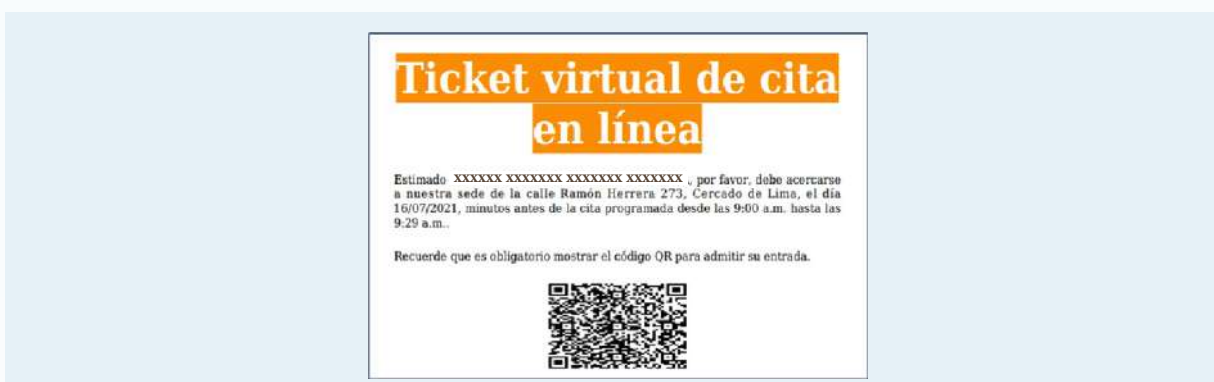 Ticket virtual de cita
en línea
Estimado xxxxxx xxxxxxx xxxxxxx xxxxxxx , por favor, debe acercarse
a nuestra sede de la calle Ramón Herrera 273, Cercado de Lima, el día
16/07/2021, minutos antes de la cita programada desde las 9:00 a.m. hasta las
9:29 a.m..
Recuerde que es obligatorio mostrar el código QR para admitir su entrada.